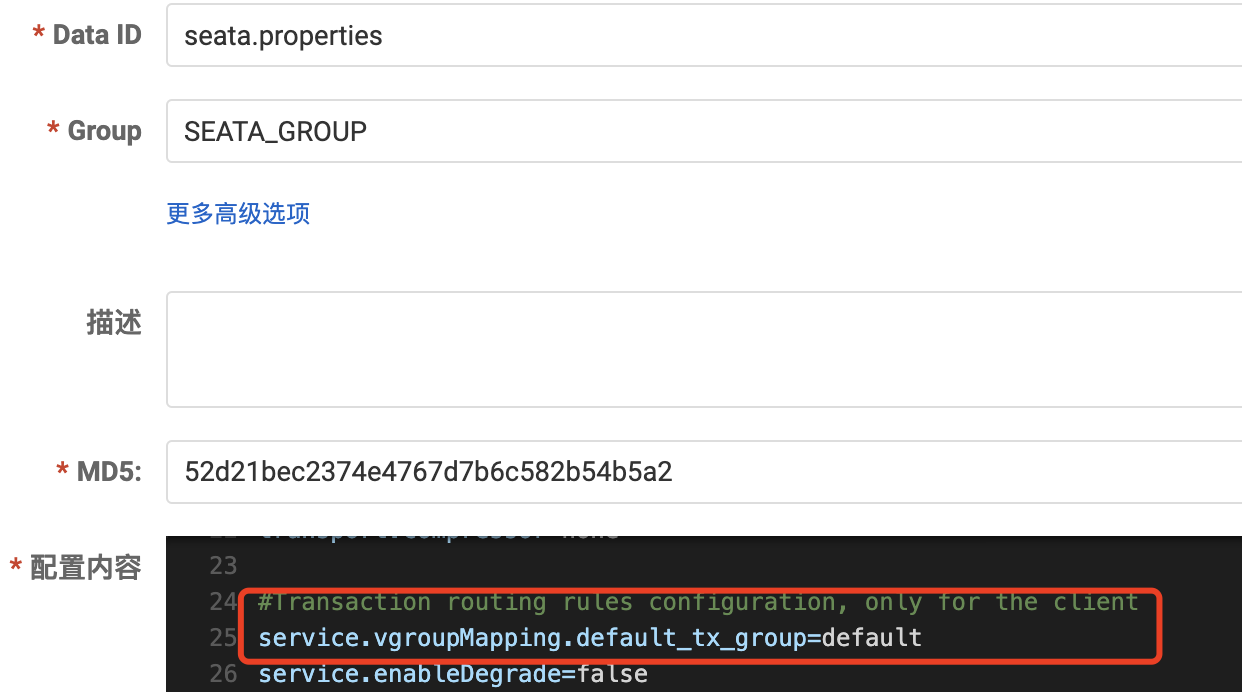 * Data ID seata.properties
* Group SEATA_GROUP
更多高级选项
描述
* MD5: 52d21bec2374e4767d7b6c582b54b5a2
* 配置内容
23
24 #Transaction routing rules configuration, only for the client
25 service.vgroupMapping.default_tx_group=default
26 service.enableDegrade=false